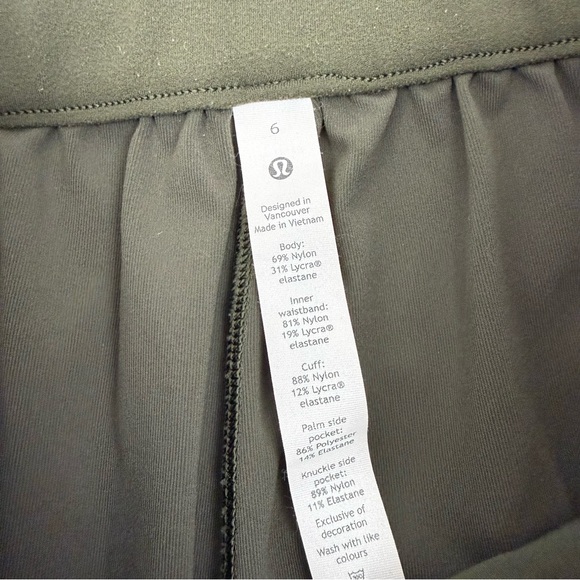 6
Designed in
Vancouver
Made in Vietnam
Body:
69% Nylon
31% Lycra®
elastane
Inner
waistband:
81% Nylon
19% Lycra®
elastane
Cuff:
88% Nylon
12% Lycra®
elastane
Palm side
pocket:
86% Polyester
14% Elastane
Knuckle side
pocket:
89% Nylon
11% Elastane
Exclusive of
decoration
Wash with like
colours